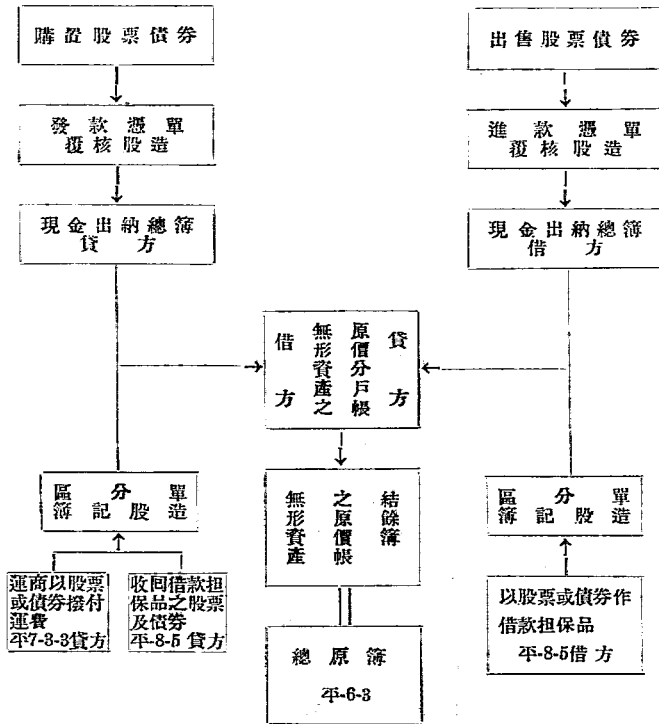 購置股票債券
發款憑單
覆核股造
現金出納總簿
貸方
出售股票債券
進款憑單
覆核股造
現金出納總簿
借方
借方
無形資產之
原價分戶帳
貸方
區分單
簿記股造
運商以股票
或債券撥付
運費
平7-3-3貸方
收回借款担
保品之股票
及債券
平-8-5貸方
無形資產
之原價帳
結餘簿
總原簿
平-6-3
區分單
簿記股造
以股票或債券作
借款担保品
平-8-5借方